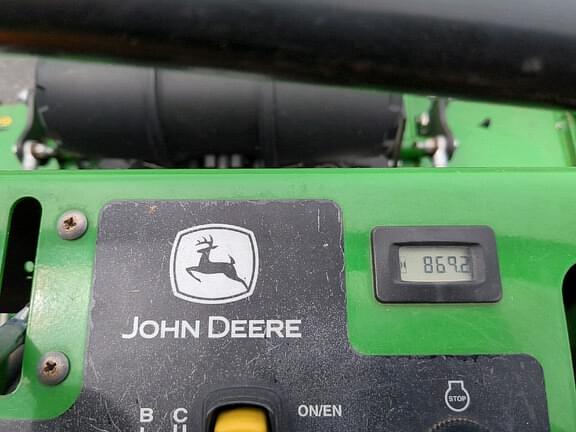 869.2
JOHN DEERE
B C ON/EN
STOP